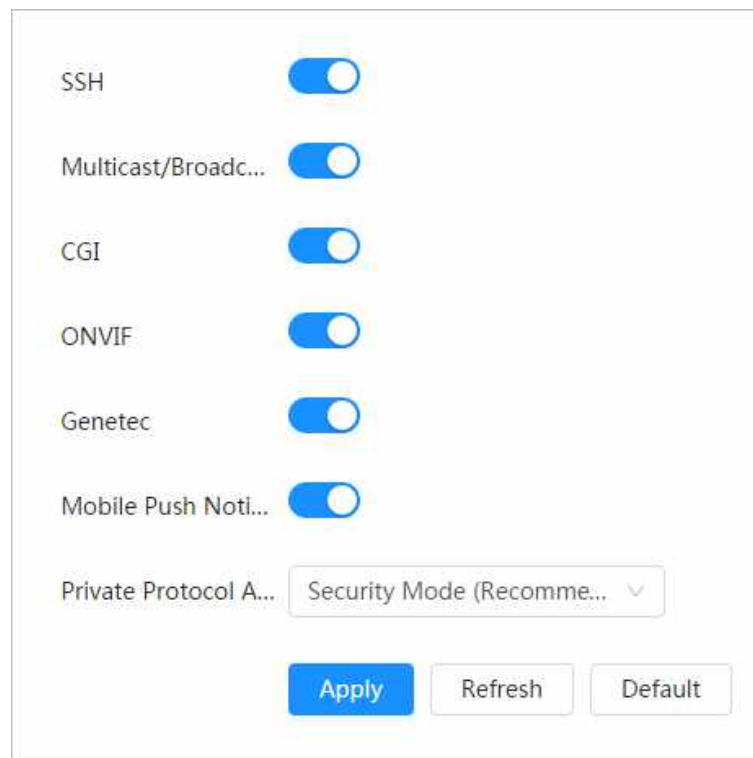 SSH
Multicast/Broadc...
CGI
ONVIF
Genetec
Mobile Push Noti...
Private Protocol A... Security Mode (Recomme...
Apply Refresh Default